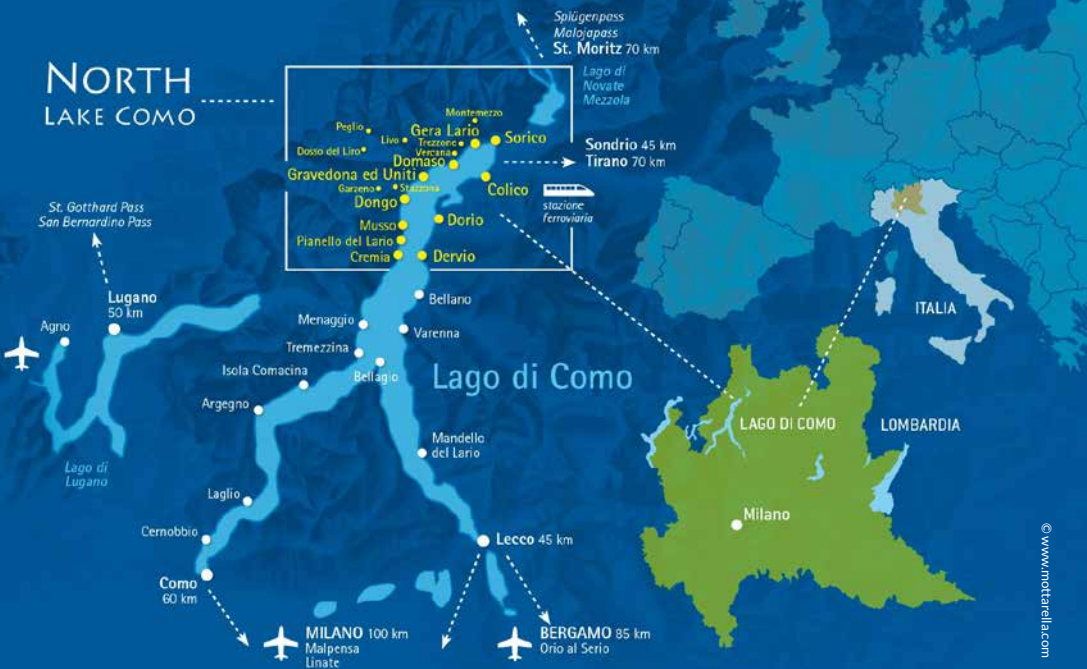 Splügenpass
Malojapass
St. Moritz 70 km
NORTH
LAKE COMO
Lago di
Novate
Mezzola
Montemezzo
Peglio
Livo
Gera Lario
Trezzone
Sorico
Dosso del Liro
Vercana
Domaso
Sondrio 45 km
Tirano 70 km
Gravedona ed Uniti
Colico
Garzeno
Stazzona
Dongo
stazione
ferroviaria
Musso
Dorio
Pianello del Lario
Cremia
Dervio
St. Gotthard Pass
San Bernardino Pass
Lugano
50 km
Agno
Bellano
Menaggio
Varenna
Tremezzina
Isola Comacina
Bellagio
Lago di Como
Argegno
Mandello
del Lario
Lago di
Lugano
Laglio
Cernobbio
Lecco 45 km
Como
60 km
MILANO 100 km
Malpensa
Linate
BERGAMO 85 km
Orio al Serio
ITALIA
LAGO DI COMO
LOMBARDIA
Milano
© www.mottarella.com